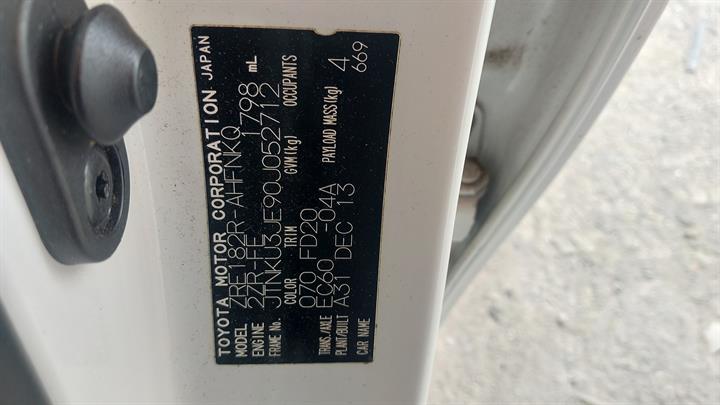 TOYOTA MOTOR CORPORATION JAPAN
MODEL ZRE182R-AHFNKQ
ENGINE 2ZR-FE 1798 mL
FRAME No. JTNKU3JE90J052712
COLOR TRIM GVM(kg) OCCUPANTS
070 FD20 4
TRANS./AXLE EC60 -04A PAYLOAD MASS(kg) 669
PLANT/BUILT A31 DEC 13
CAR NAME